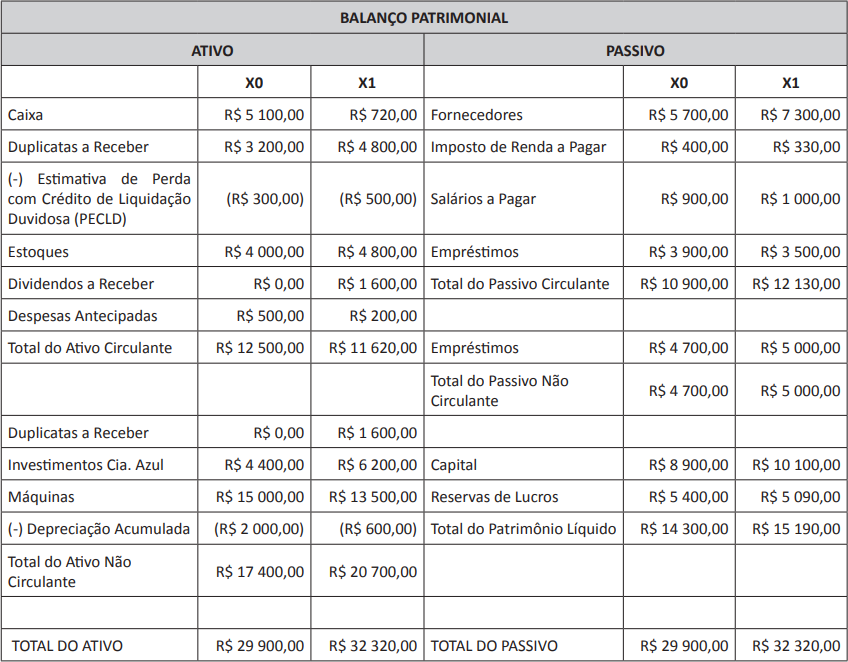 BALANÇO PATRIMONIAL
ATIVO PASSIVO
X0 X1 X0 X1
Caixa R$ 5 100,00 R$ 720,00 Fornecedores R$ 5 700,00 R$ 7 300,00
Duplicatas a Receber R$ 3 200,00 R$ 4 800,00 Imposto de Renda a Pagar R$ 400,00 R$ 330,00
(-) Estimativa de Perda
com Crédito de Liquidação
Duvidosa (PECLD)
(R$ 300,00) (R$ 500,00) Salários a Pagar R$ 900,00 R$ 1 000,00
Estoques R$ 4 000,00 R$ 4 800,00 Empréstimos R$ 3 900,00 R$ 3 500,00
Dividendos a Receber R$ 0,00 R$ 1 600,00 Total do Passivo Circulante R$ 10 900,00 R$ 12 130,00
Despesas Antecipadas R$ 500,00 R$ 200,00
Total do Ativo Circulante R$ 12 500,00 R$ 11 620,00 Empréstimos R$ 4 700,00 R$ 5 000,00
Total do Passivo Não
Circulante
R$ 4 700,00 R$ 5 000,00
Duplicatas a Receber R$ 0,00 R$ 1 600,00
Investimentos Cia. Azul R$ 4 400,00 R$ 6 200,00 Capital R$ 8 900,00 R$ 10 100,00
Máquinas R$ 15 000,00 R$ 13 500,00 Reservas de Lucros R$ 5 400,00 R$ 5 090,00
(-) Depreciação Acumulada (R$ 2 000,00) (R$ 600,00) Total do Patrimônio Líquido R$ 14 300,00 R$ 15 190,00
Total do Ativo Não
Circulante
R$ 17 400,00 R$ 20 700,00
TOTAL DO ATIVO R$ 29 900,00 R$ 32 320,00 TOTAL DO PASSIVO R$ 29 900,00 R$ 32 320,00